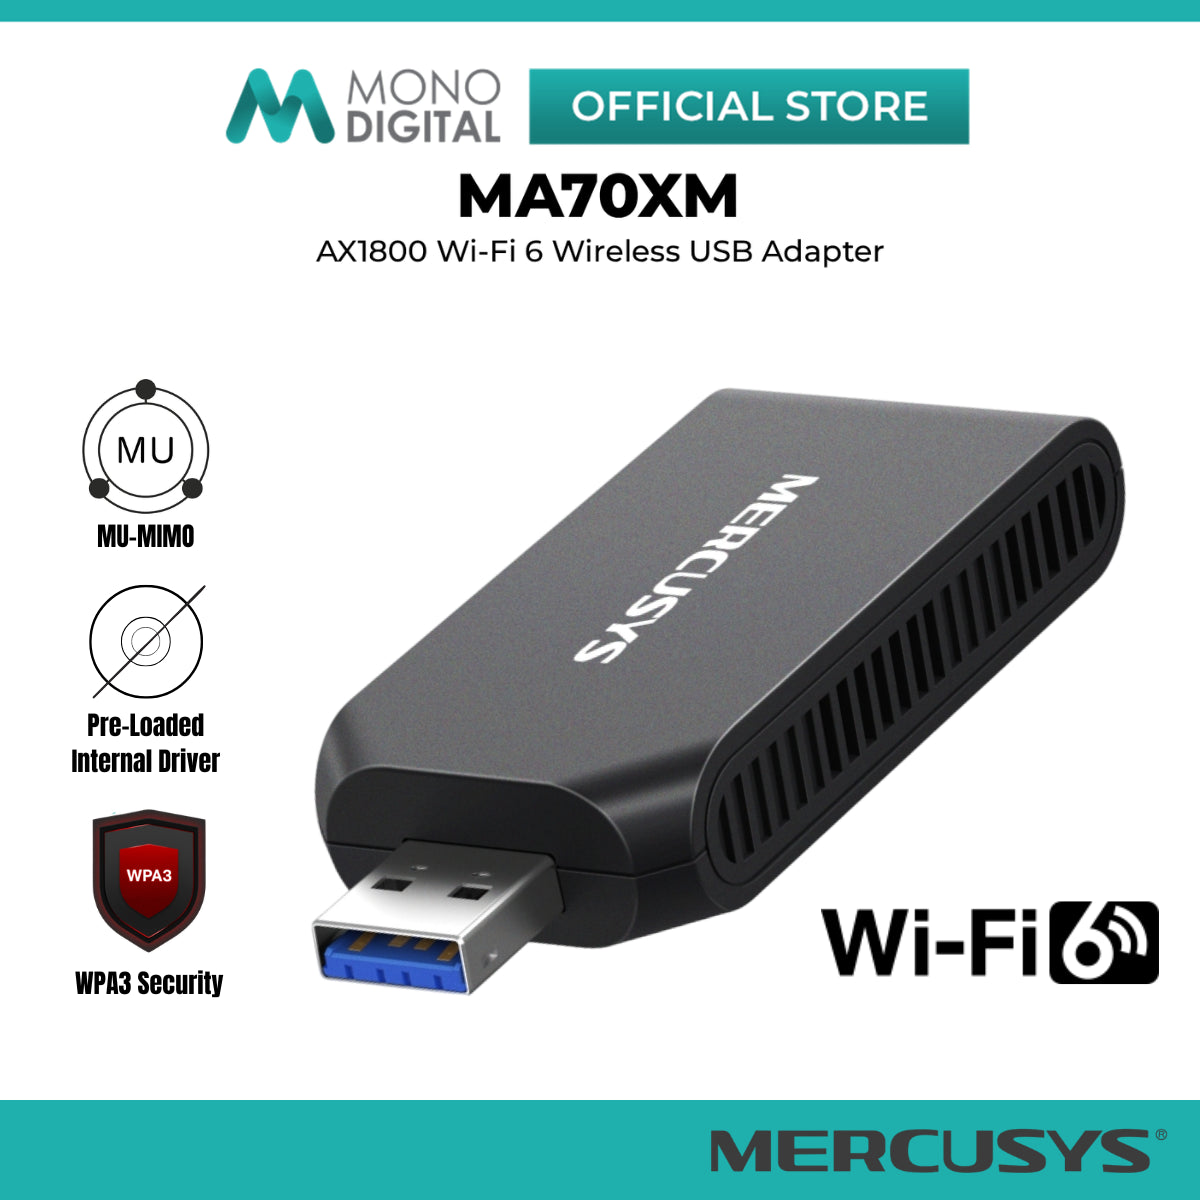 MONO
DIGITAL
OFFICIAL STORE
MA70XM
AX1800 Wi-Fi 6 Wireless USB Adapter
MU
MU-MIMO
Pre-Loaded
Internal Driver
WPA3
WPA3 Security
MERCUSYS
Wi-Fi 6
MERCUSYS®